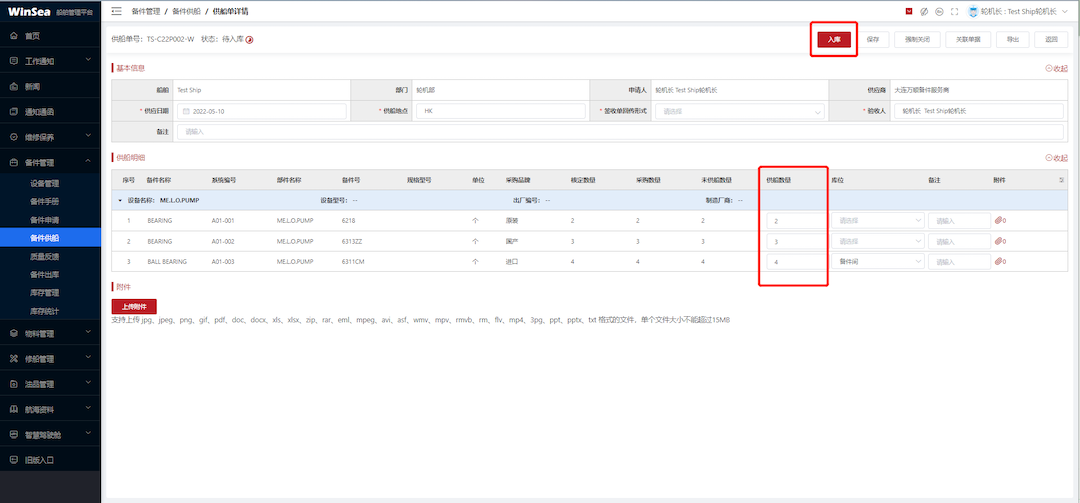 WinSea 船舶管理平台
备件管理 / 备件供船 / 供船单详情
轮机长 : Test Ship轮机长
首页
工作通知
新闻
通知通函
维修保养
备件管理
设备管理
备件手册
备件申请
备件供船
质量反馈
备件出库
库存管理
库存统计
物料管理
修船管理
油品管理
航海资料
智慧驾驶舱
旧版入口
供船单号: TS-C22P002-W 状态: 待入库
入库 保存 强制关闭 关联单据 导出 返回
基本信息 收起
船舶 Test Ship 部门 轮机部 申请人 轮机长 Test Ship轮机长 供应商 大连万顺备件服务商
* 供应日期 2022-05-10 * 供船地点 HK * 签收单回传形式 请选择 * 验收人 轮机长 Test Ship轮机长
备注 请输入
供船明细 收起
序号 备件名称 系统编号 部件名称 备件号 规格型号 单位 采购品牌 核定数量 采购数量 未供船数量 供船数量 库位 备注 附件
设备名称: ME.L.O.PUMP 设备型号: -- 出厂编号: -- 制造厂商: --
1 BEARING A01-001 ME.L.O.PUMP 6218 个 原装 2 2 2 2 请选择 请输入 0
2 BEARING A01-002 ME.L.O.PUMP 6313ZZ 个 国产 3 3 3 3 请选择 请输入 0
3 BALL BEARING A01-003 ME.L.O.PUMP 6311CM 个 进口 4 4 4 4 备件间 请输入 0
附件
上传附件
支持上传 jpg、jpeg、png、gif、pdf、doc、docx、xls、xlsx、zip、rar、eml、mpeg、avi、asf、wmv、mpv、rmvb、rm、flv、mp4、3pg、ppt、pptx、txt 格式的文件, 单个文件大小不能超过15MB